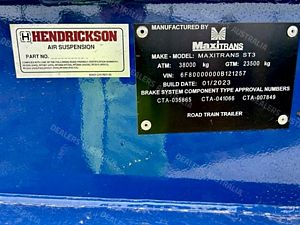 HENDRICKSON
AIR SUSPENSION
PART NO.
MANUFACTURED BY
MaxiTRANS
MAKE - MODEL: MAXITRANS ST3
ATM: 38000 kg GTM: 23500 kg
VIN: 6F80000000B121257
BUILD DATE: 01/2023
BRAKE SYSTEM COMPONENT TYPE APPROVAL NUMBERS
CTA-035665 CTA-041066 CTA-007849
ROAD TRAIN TRAILER